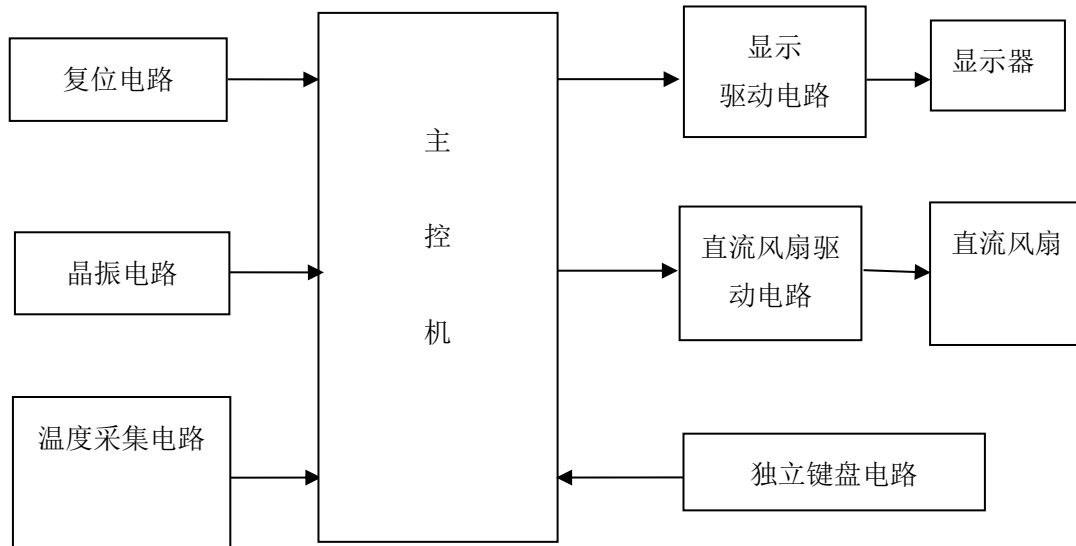 复位电路
晶振电路
温度采集电路
主
控
机
显示
驱动电路
显示器
直流风扇驱
动电路
直流风扇
独立键盘电路